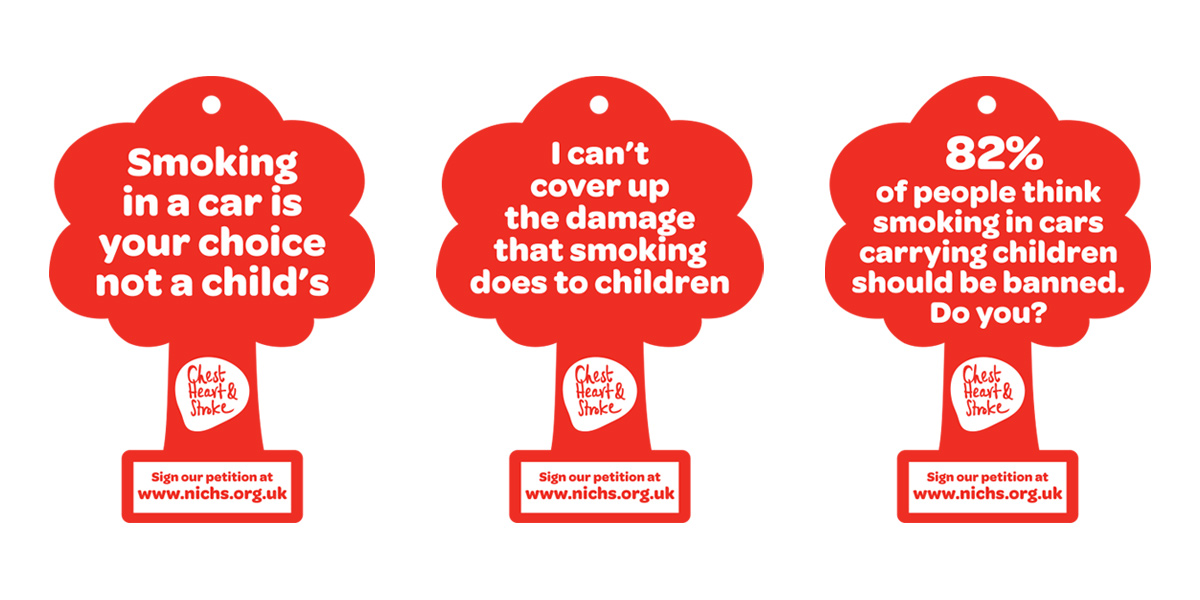 Smoking
in a car is
your choice
not a child's
Chest
Heart &
Stroke
Sign our petition at
www.nichs.org.uk
I can't
cover up
the damage
that smoking
does to children
Chest
Heart &
Stroke
Sign our petition at
www.nichs.org.uk
82%
of people think
smoking in cars
carrying children
should be banned.
Do you?
Chest
Heart &
Stroke
Sign our petition at
www.nichs.org.uk